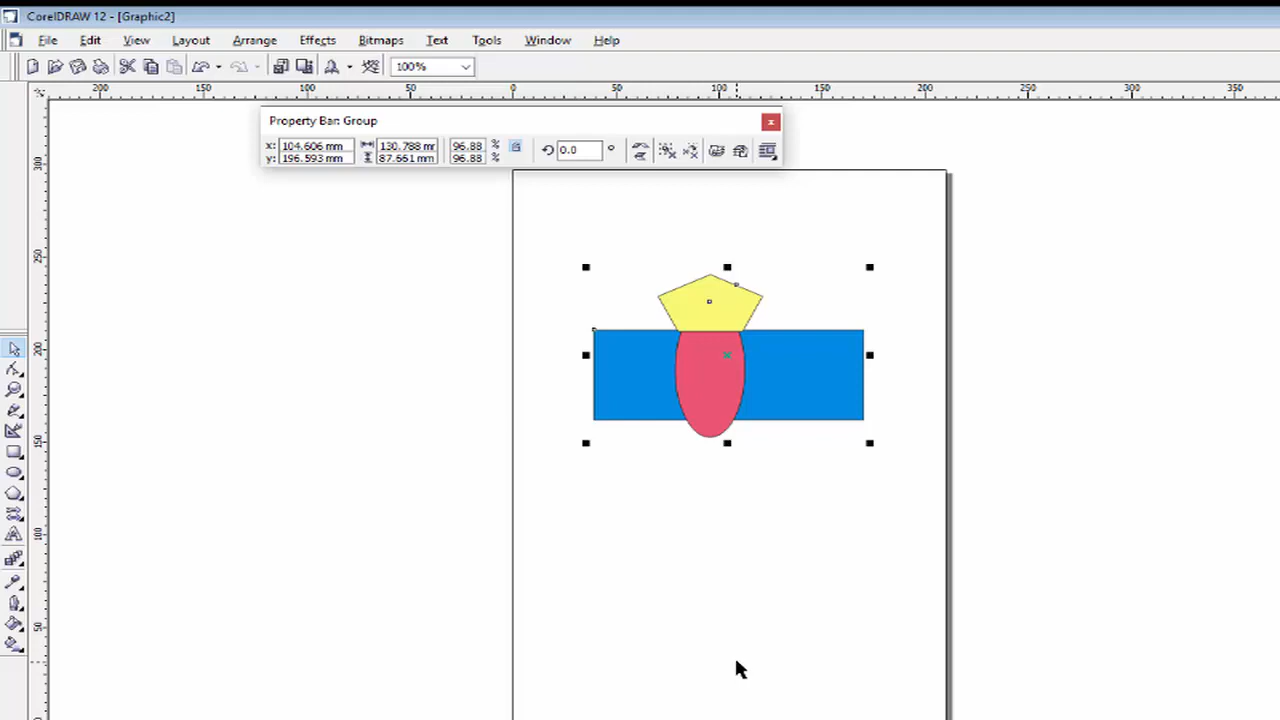 CorelDRAW 12 - [Graphic2]
File Edit View Layout Arrange Effects Bitmaps Text Tools Window Help
100%
200 150 100 50 0 50 100 150 200 250 300 350
Property Bar: Group
x: 104.606 mm 130.788 mr 96.88 %
y: 196.593 mm 87.661 mm 96.88 %
0.0 °
300
250
200
150
100
50
0